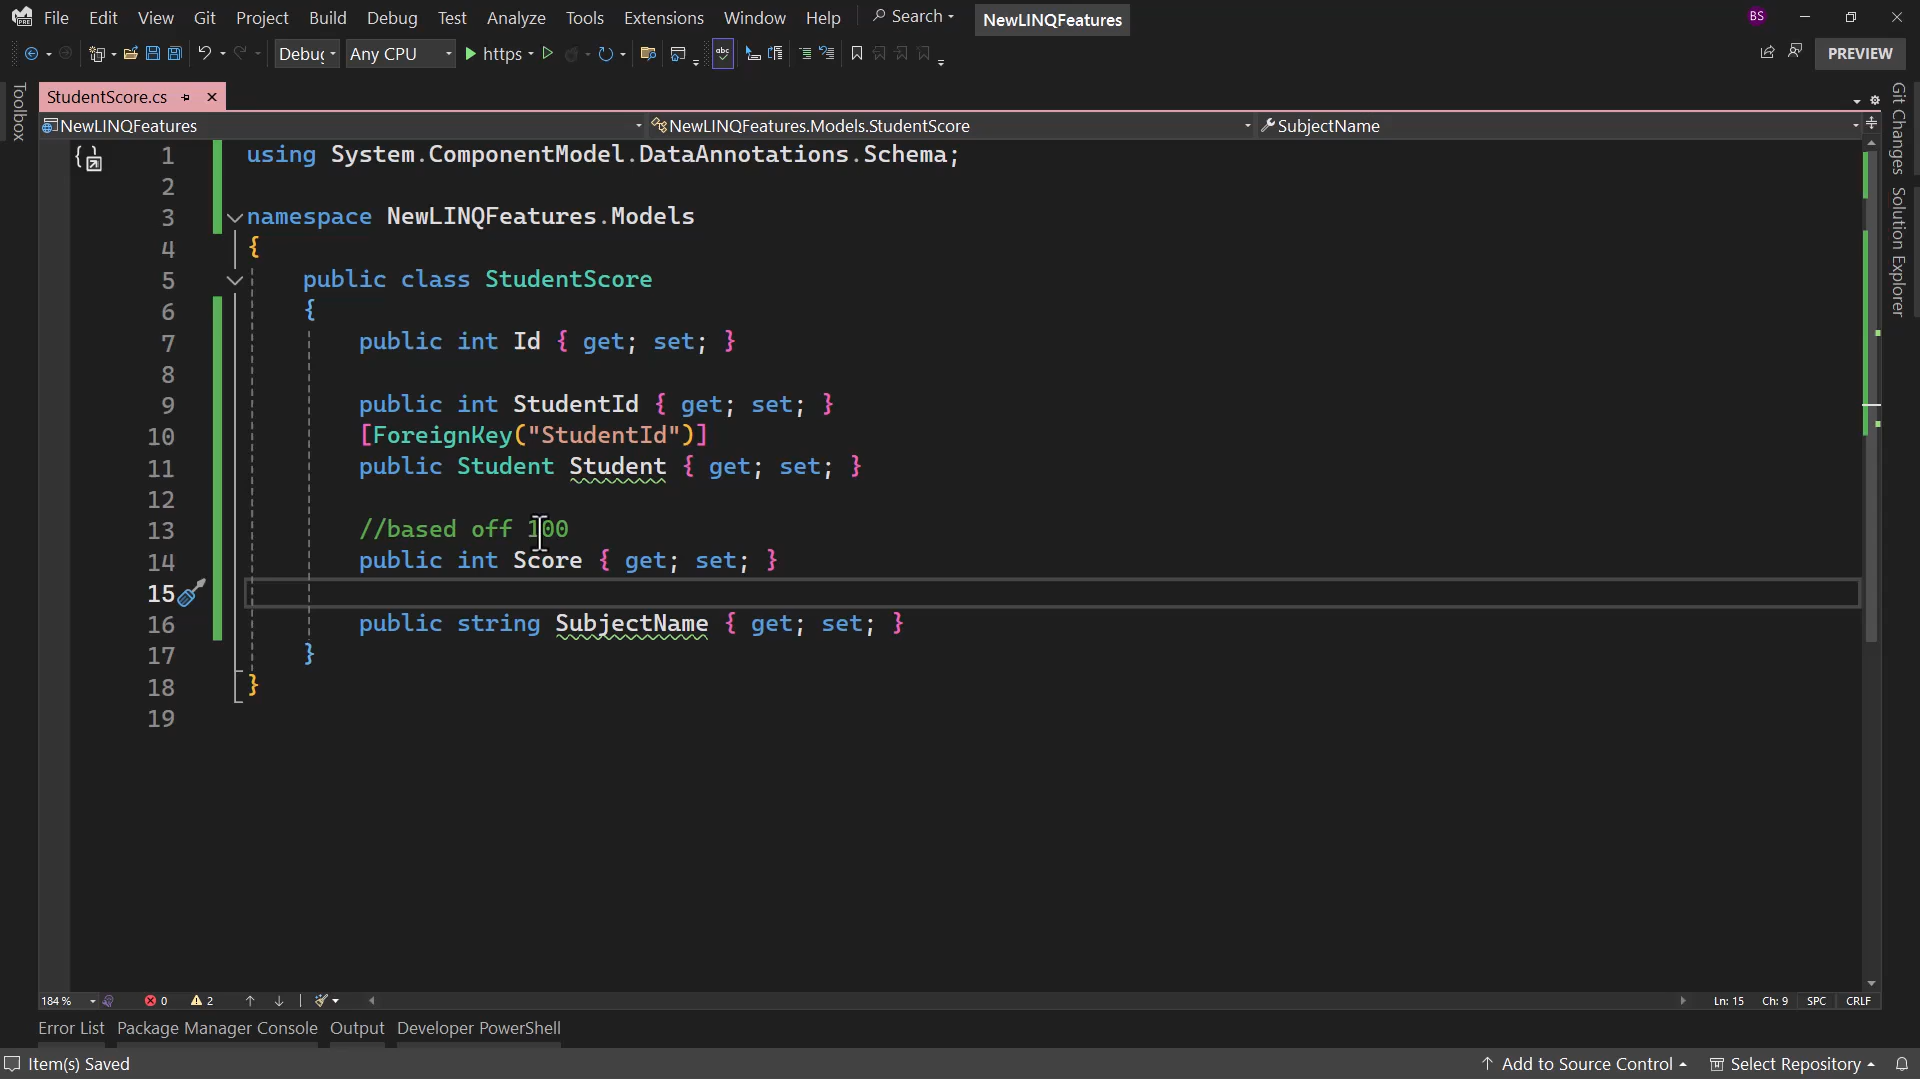 File Edit View Git Project Build Debug Test Analyze Tools Extensions Window Help Search NewLINQFeatures BS
Debug Any CPU https abc PREVIEW
Toolbox
StudentScore.cs
NewLINQFeatures NewLINQFeatures.Models.StudentScore SubjectName
1 using System.ComponentModel.DataAnnotations.Schema;
2
3 namespace NewLINQFeatures.Models
4 {
5 public class StudentScore
6 {
7 public int Id { get; set; }
8
9 public int StudentId { get; set; }
10 [ForeignKey("StudentId")]
11 public Student Student { get; set; }
12
13 //based off 100
14 public int Score { get; set; }
15
16 public string SubjectName { get; set; }
17 }
18 }
19
Git Changes
Solution Explorer
184 % 0 2 Ln: 15 Ch: 9 SPC CRLF
Error List Package Manager Console Output Developer PowerShell
Item(s) Saved Add to Source Control Select Repository